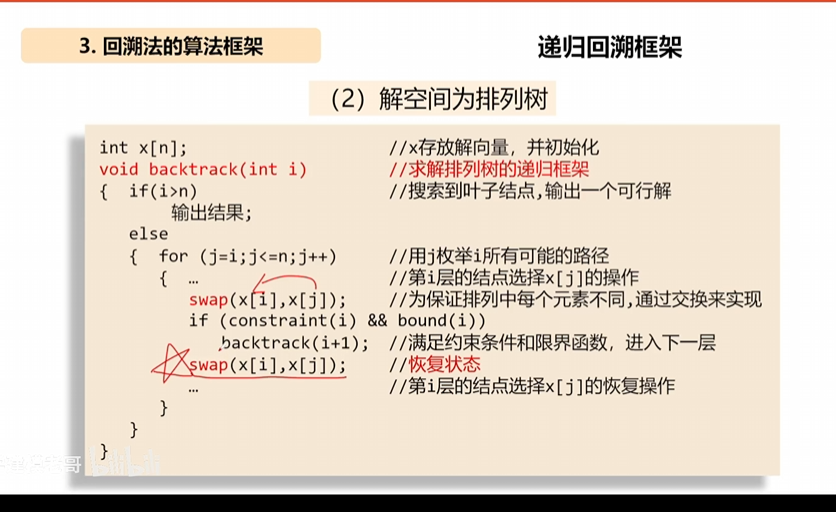 3. 回溯法的算法框架
递归回溯框架
（2）解空间为排列树
int x[n]; //x存放解向量，并初始化
void backtrack(int i) //求解排列树的递归框架
{ if(i>n) //搜索到叶子结点,输出一个可行解
输出结果;
else
{ for (j=i;j<=n;j++) //用j枚举i所有可能的路径
{ … //第i层的结点选择x[j]的操作
swap(x[i],x[j]); //为保证排列中每个元素不同,通过交换来实现
if (constraint(i) && bound(i))
backtrack(i+1); //满足约束条件和限界函数，进入下一层
swap(x[i],x[j]); //恢复状态
… //第i层的结点选择x[j]的恢复操作
}
}
}
哥
bilibili